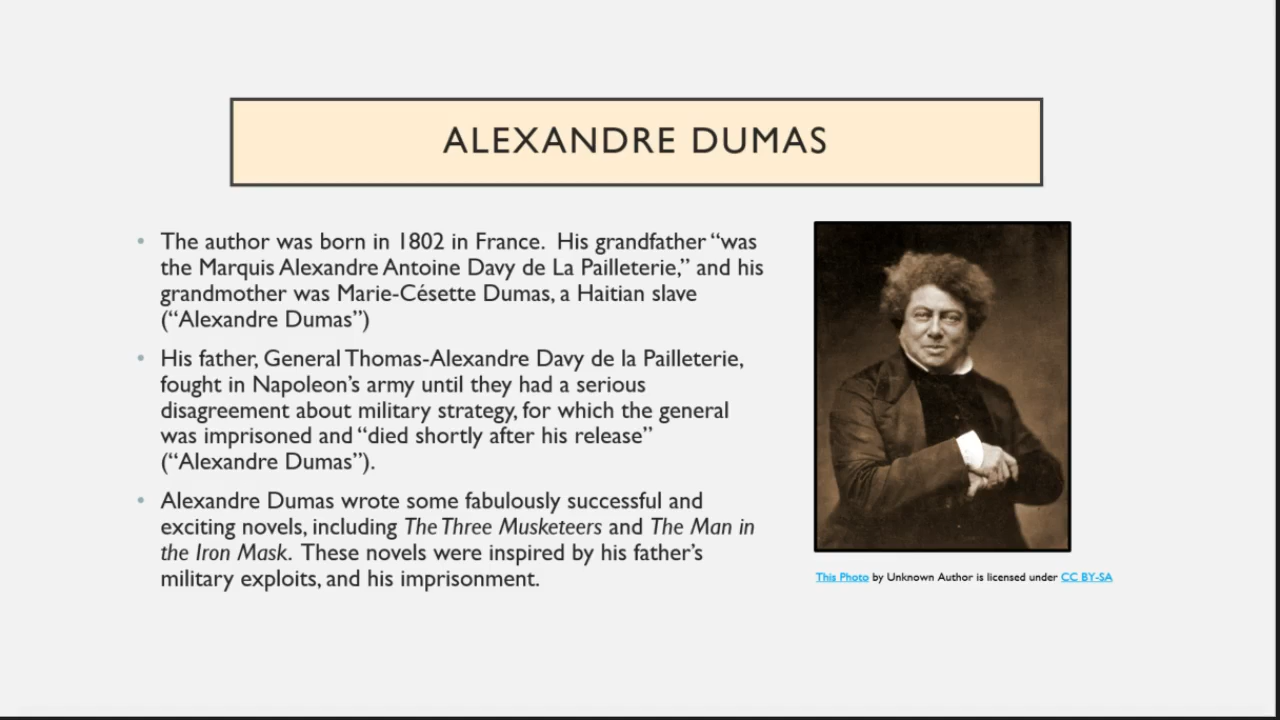 ALEXANDRE DUMAS
• The author was born in 1802 in France.  His grandfather “was
the Marquis Alexandre Antoine Davy de La Pailleterie,” and his
grandmother was Marie-Césette Dumas, a Haitian slave
(“Alexandre Dumas”)
• His father, General Thomas-Alexandre Davy de la Pailleterie,
fought in Napoleon’s army until they had a serious
disagreement about military strategy, for which the general
was imprisoned and “died shortly after his release”
(“Alexandre Dumas”).
• Alexandre Dumas wrote some fabulously successful and
exciting novels, including The Three Musketeers and The Man in
the Iron Mask.  These novels were inspired by his father’s
military exploits, and his imprisonment.
This Photo by Unknown Author is licensed under CC BY-SA